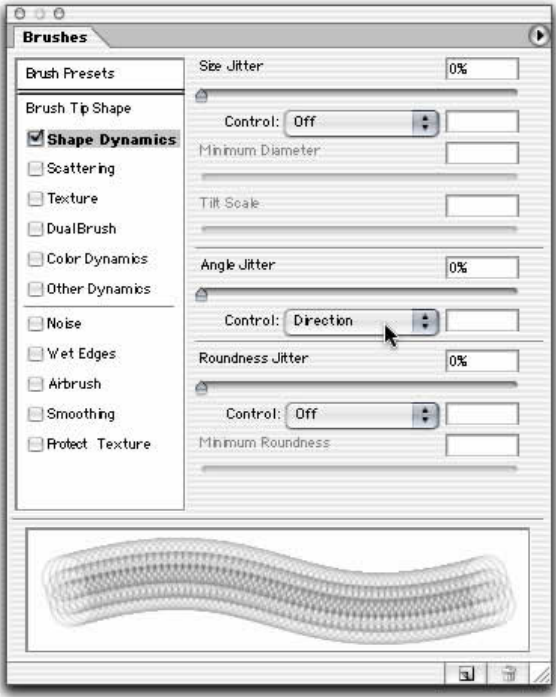 Brushes
Brush Presets
Brush Tip Shape
Shape Dynamics
Scattering
Texture
Dual Brush
Color Dynamics
Other Dynamics
Noise
Wet Edges
Airbrush
Smoothing
Protect Texture
Size Jitter 0%
Control: Off
Minimum Diameter
Tilt Scale
Angle Jitter 0%
Control: Direction
Roundness Jitter 0%
Control: Off
Minimum Roundness